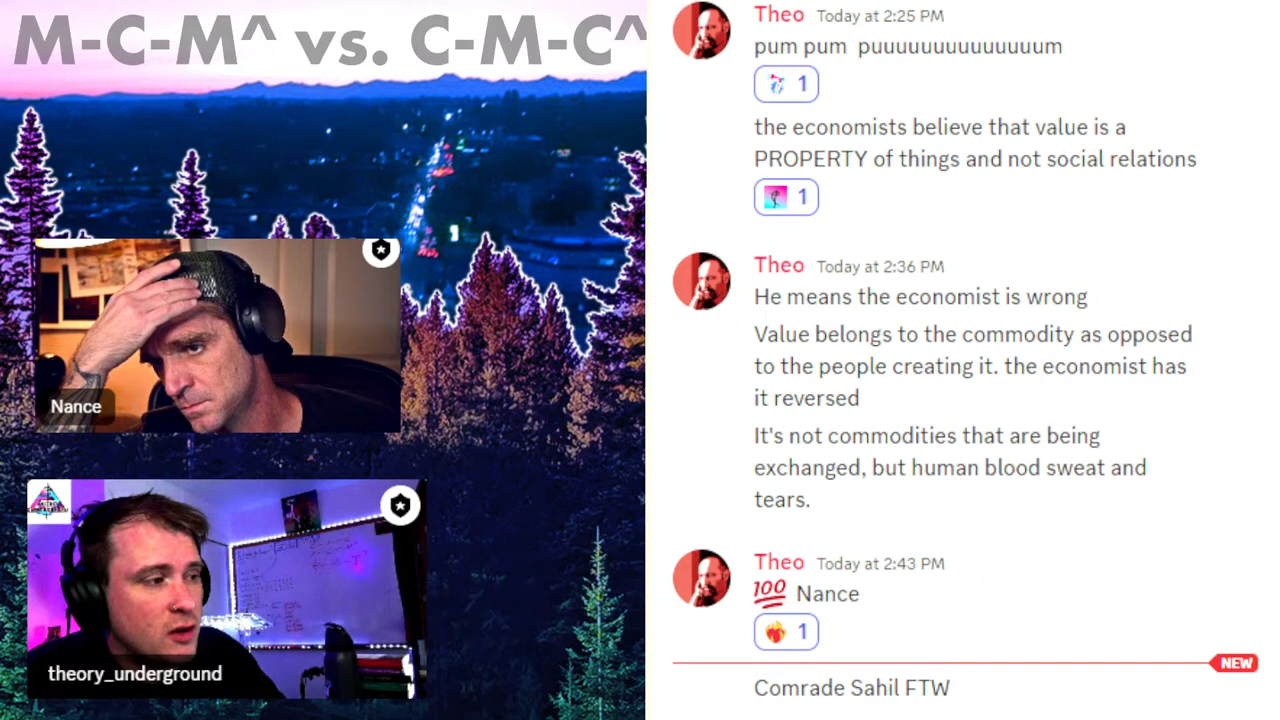 M-C-M^ vs. C-M-C^
Nance
theory_underground
Theo Today at 2:25 PM
pum pum puuuuuuuuuuuuuum
1
the economists believe that value is a
PROPERTY of things and not social relations
1
Theo Today at 2:36 PM
He means the economist is wrong
Value belongs to the commodity as opposed
to the people creating it. the economist has
it reversed
It's not commodities that are being
exchanged, but human blood sweat and
tears.
Theo Today at 2:43 PM
100 Nance
1
NEW
Comrade Sahil FTW